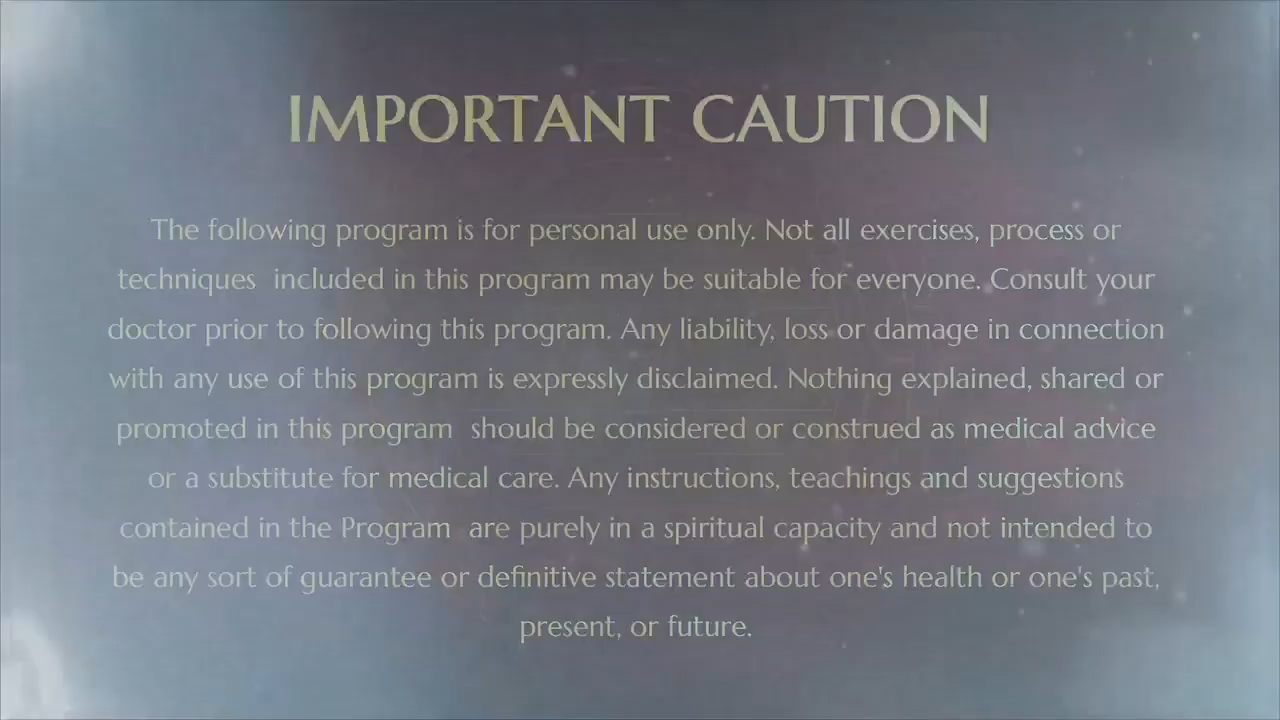 IMPORTANT CAUTION
The following program is for personal use only. Not all exercises, process or
techniques  included in this program may be suitable for everyone. Consult your
doctor prior to following this program. Any liability, loss or damage in connection
with any use of this program is expressly disclaimed. Nothing explained, shared or
promoted in this program  should be considered or construed as medical advice
or a substitute for medical care. Any instructions, teachings and suggestions
contained in the Program  are purely in a spiritual capacity and not intended to
be any sort of guarantee or definitive statement about one's health or one's past,
present, or future.